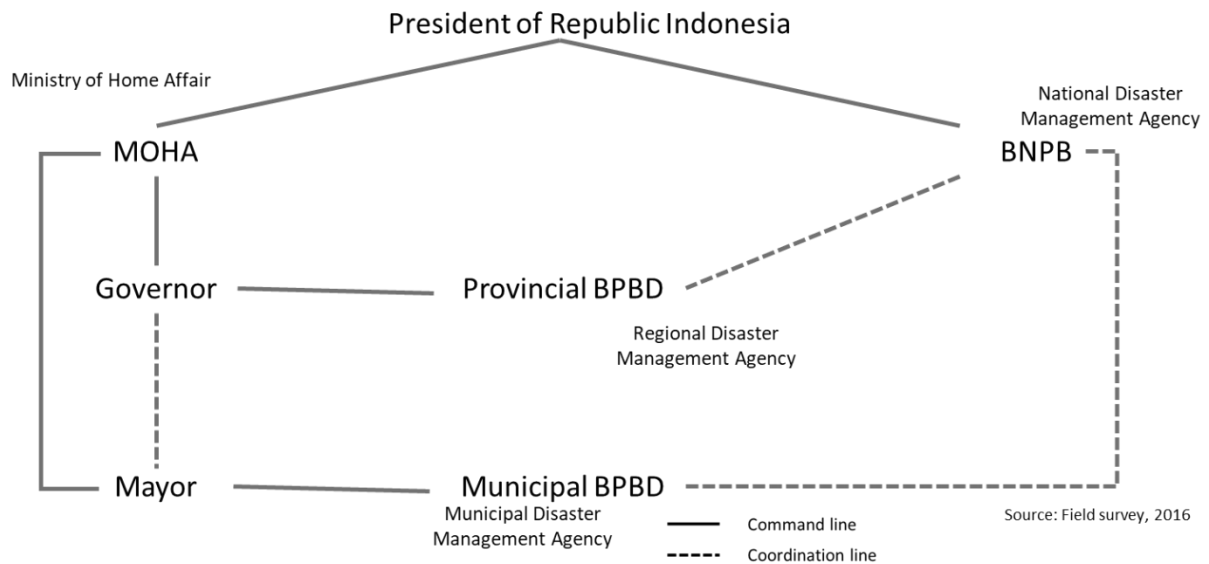 President of Republic Indonesia
Ministry of Home Affair
National Disaster
Management Agency
MOHA
BNPB
Governor
Provincial BPBD
Regional Disaster
Management Agency
Mayor
Municipal BPBD
Municipal Disaster
Management Agency
Command line
Coordination line
Source: Field survey, 2016